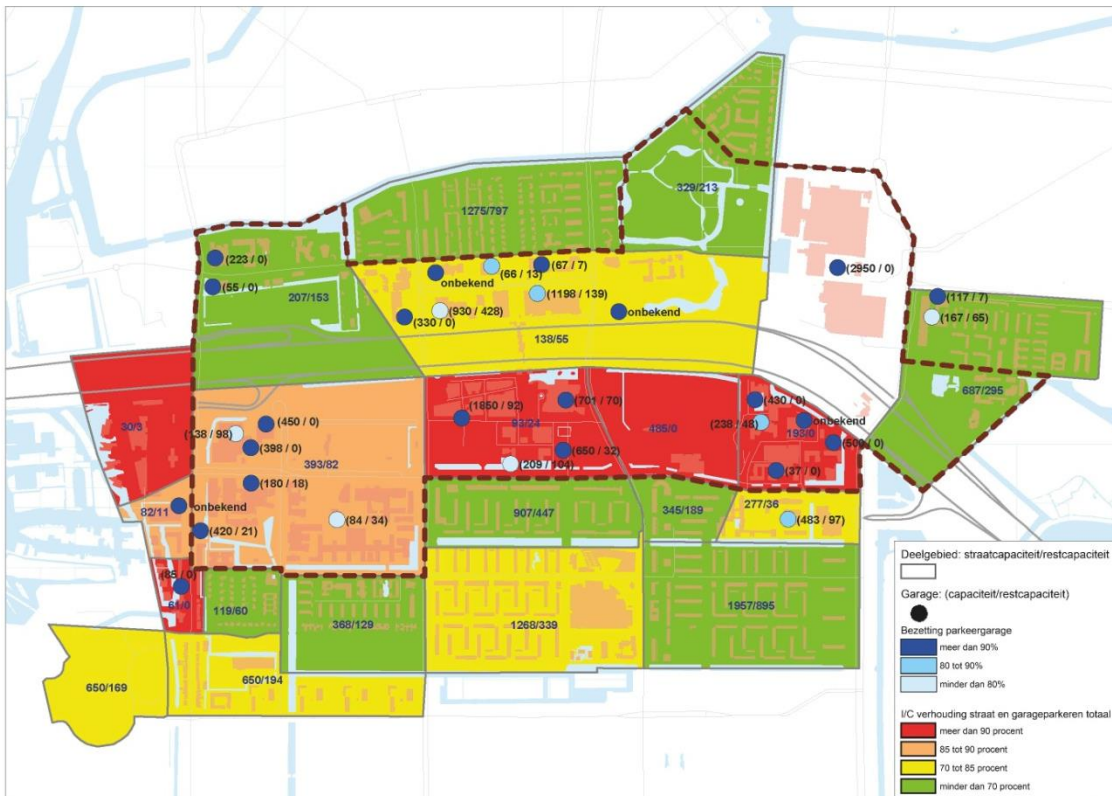 1275/797
329/213
(223 / 0)
(67 / 7)
(66 / 13)
onbekend
(2950 / 0)
(55 / 0)
207/153
(1198 / 139)
(117 / 7)
(930 / 428)
(167 / 65)
(330 / 0)
onbekend
138/55
687/295
(701 / 70)
(430 / 0)
(1850 / 92)
93/24
485/0
(238 / 48)
onbekend
193/0
(500 / 0)
30/3
(450 / 0)
(138 / 98)
(398 / 0)
393/82
(650 / 32)
(209 / 104)
(37 / 0)
(180 / 18)
82/11
onbekend
(420 / 21)
(84 / 34)
907/447
345/189
277/36
(483 / 97)
(85 / 0)
61/0
119/60
368/129
1268/339
1957/895
650/169
650/194
Deelgebied: straatcapaciteit/restcapaciteit
Garage: (capaciteit/restcapaciteit)
Bezetting parkeergarage
meer dan 90%
80 tot 90%
minder dan 80%
I/C verhouding straat en garageparkeren totaal
meer dan 90 procent
85 tot 90 procent
70 tot 85 procent
minder dan 70 procent